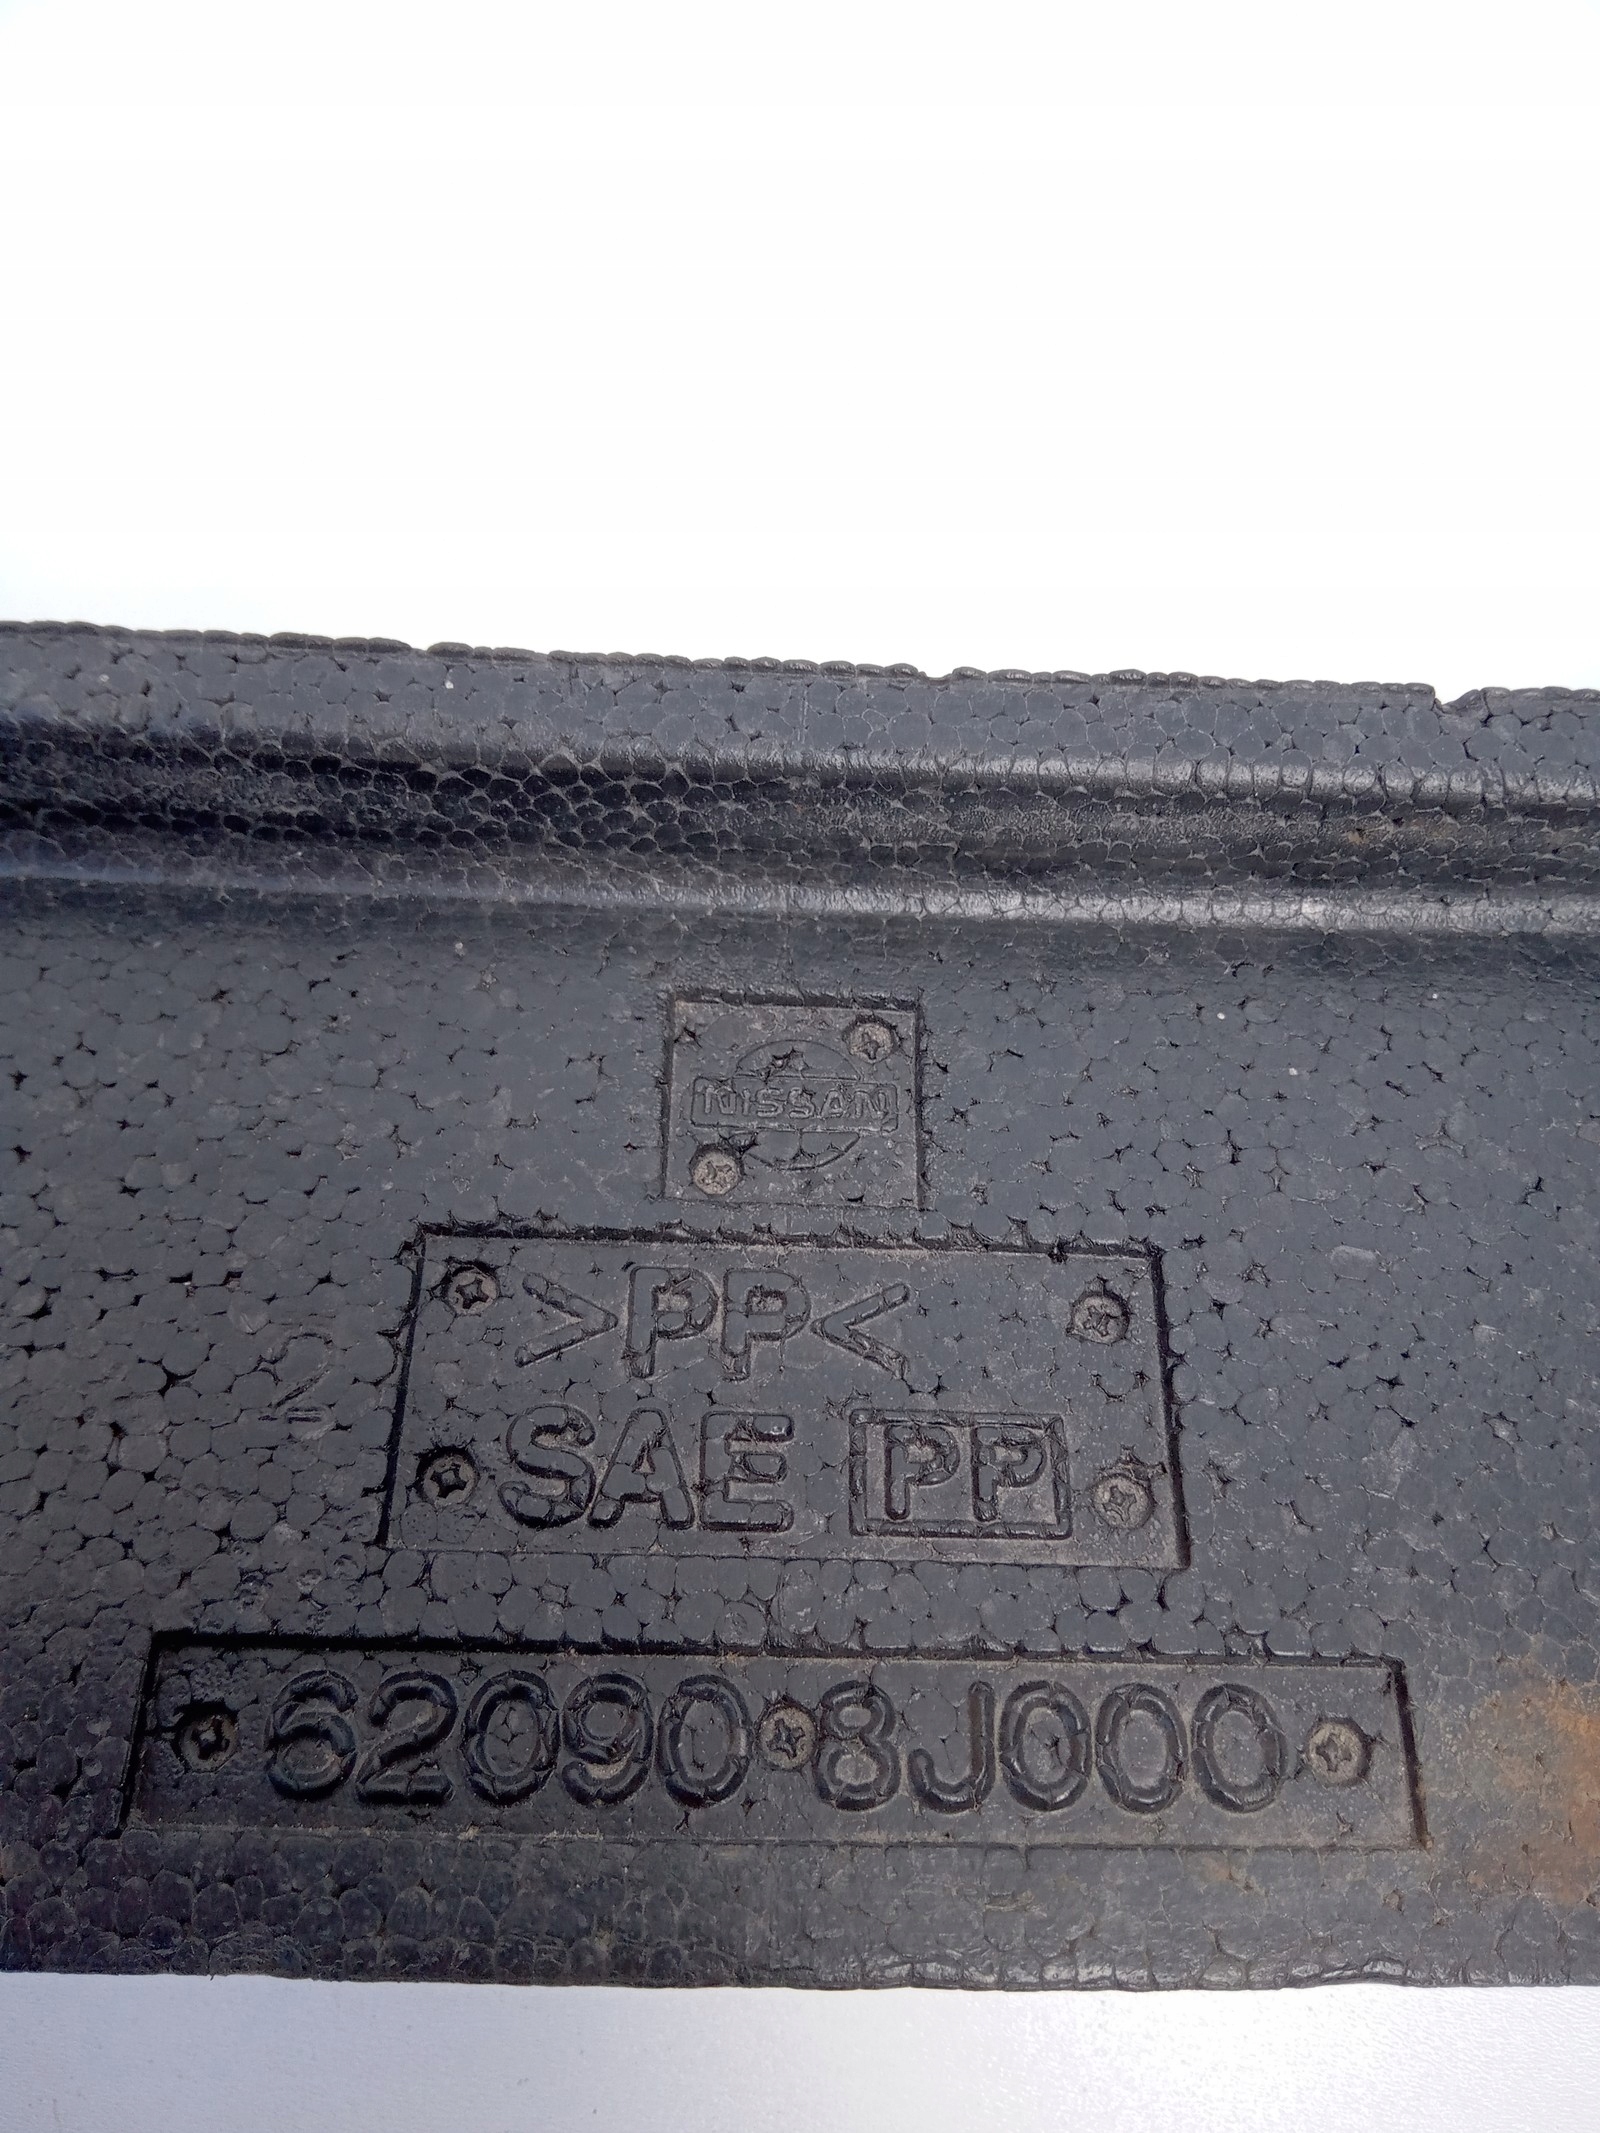 NISSAN
>PP<
2
SAE PP
62090 8J000